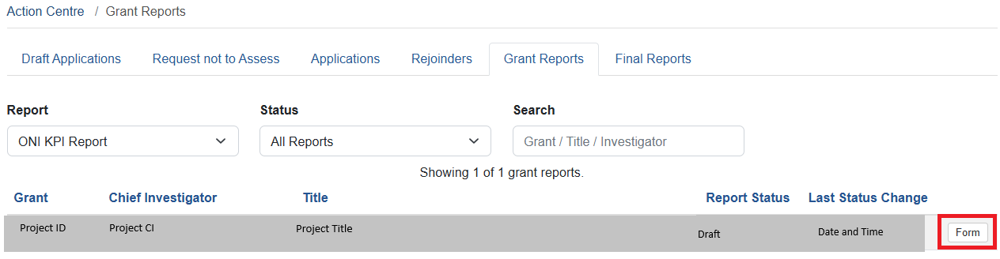 Action Centre / Grant Reports
Draft Applications Request not to Assess Applications Rejoinders Grant Reports Final Reports
Report Status Search
ONI KPI Report All Reports Grant / Title / Investigator
Showing 1 of 1 grant reports.
Grant Chief Investigator Title Report Status Last Status Change
Project ID Project CI Project Title Draft Date and Time Form